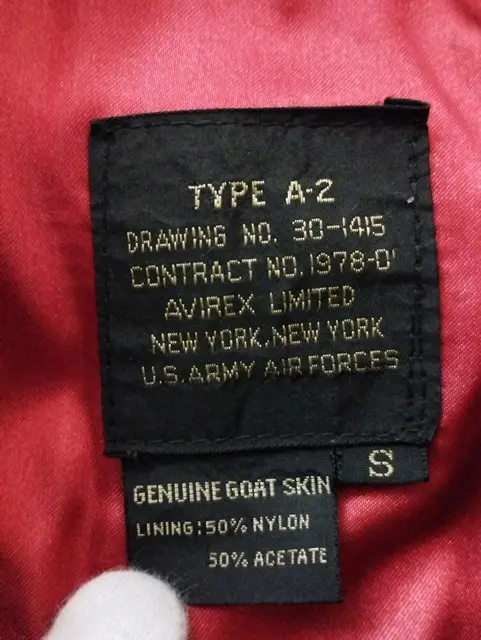 TYPE A-2
DRAWING NO. 30-1415
CONTRACT NO. 1978-01
AVIREX LIMITED
NEW YORK, NEW YORK
U.S. ARMY AIR FORCES
S
GENUINE GOAT SKIN
LINING: 50% NYLON
50% ACETATE